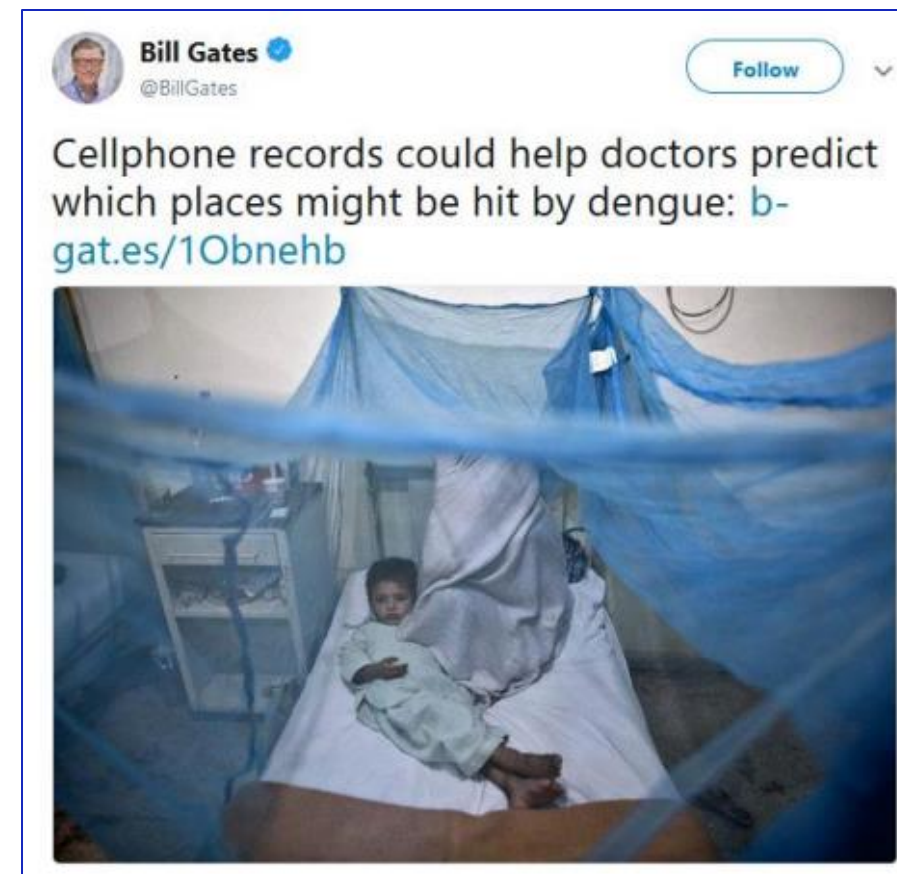 Bill Gates
@BillGates
Follow
Cellphone records could help doctors predict
which places might be hit by dengue: b-
gat.es/1Obnehb